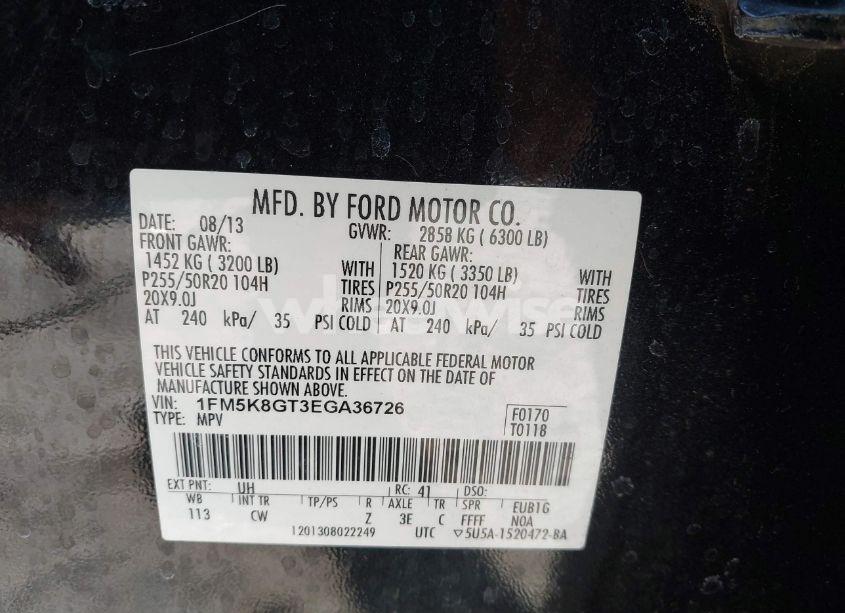 MFD. BY FORD MOTOR CO.
DATE: 08/13 GVWR: 2858 KG ( 6300 LB)
FRONT GAWR: REAR GAWR:
1452 KG ( 3200 LB) WITH 1520 KG ( 3350 LB) WITH
P255/50R20 104H TIRES P255/50R20 104H TIRES
20X9.0J RIMS 20X9.0J RIMS
AT 240 kPa/ 35 PSI COLD AT 240 kPa/ 35 PSI COLD
THIS VEHICLE CONFORMS TO ALL APPLICABLE FEDERAL MOTOR
VEHICLE SAFETY STANDARDS IN EFFECT ON THE DATE OF
MANUFACTURE SHOWN ABOVE.
VIN: 1FM5K8GT3EGA36726 F0170
TYPE: MPV T0118
EXT PNT: UH RC: 41 DSO:
WB INT TR TP/PS R AXLE TR SPR EUB1G
113 CW Z 3E C FFFF NOA
1201308022249 UTC ▽5U5A-1520472-BA